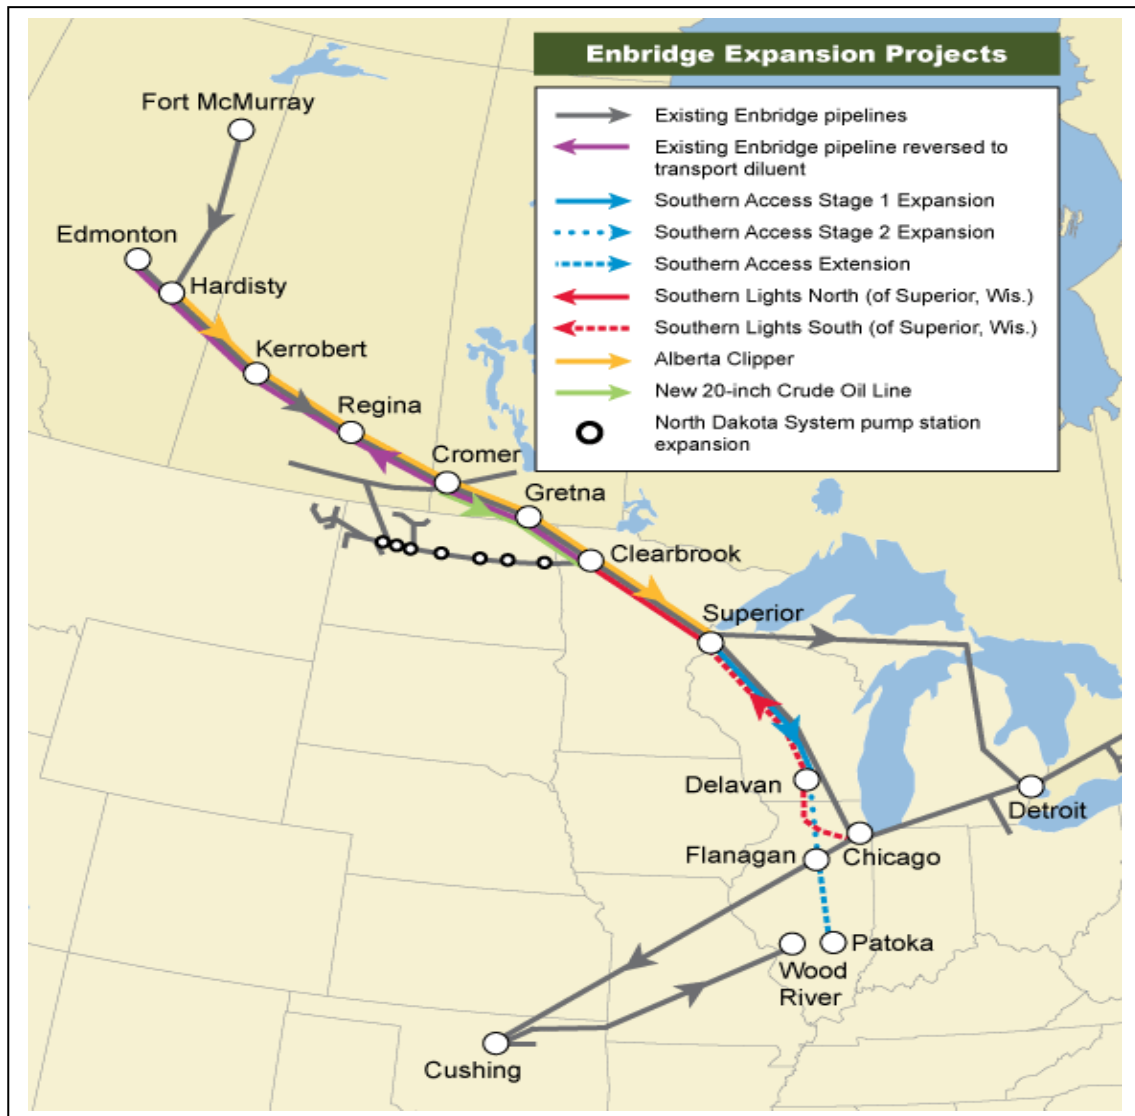 Enbridge Expansion Projects
Existing Enbridge pipelines
Existing Enbridge pipeline reversed to
transport diluent
Southern Access Stage 1 Expansion
Southern Access Stage 2 Expansion
Southern Access Extension
Southern Lights North (of Superior, Wis.)
Southern Lights South (of Superior, Wis.)
Alberta Clipper
New 20-inch Crude Oil Line
North Dakota System pump station
expansion
Fort McMurray
Edmonton
Hardisty
Kerrobert
Regina
Cromer
Gretna
Clearbrook
Superior
Delavan
Detroit
Flanagan
Chicago
Patoka
Wood
River
Cushing